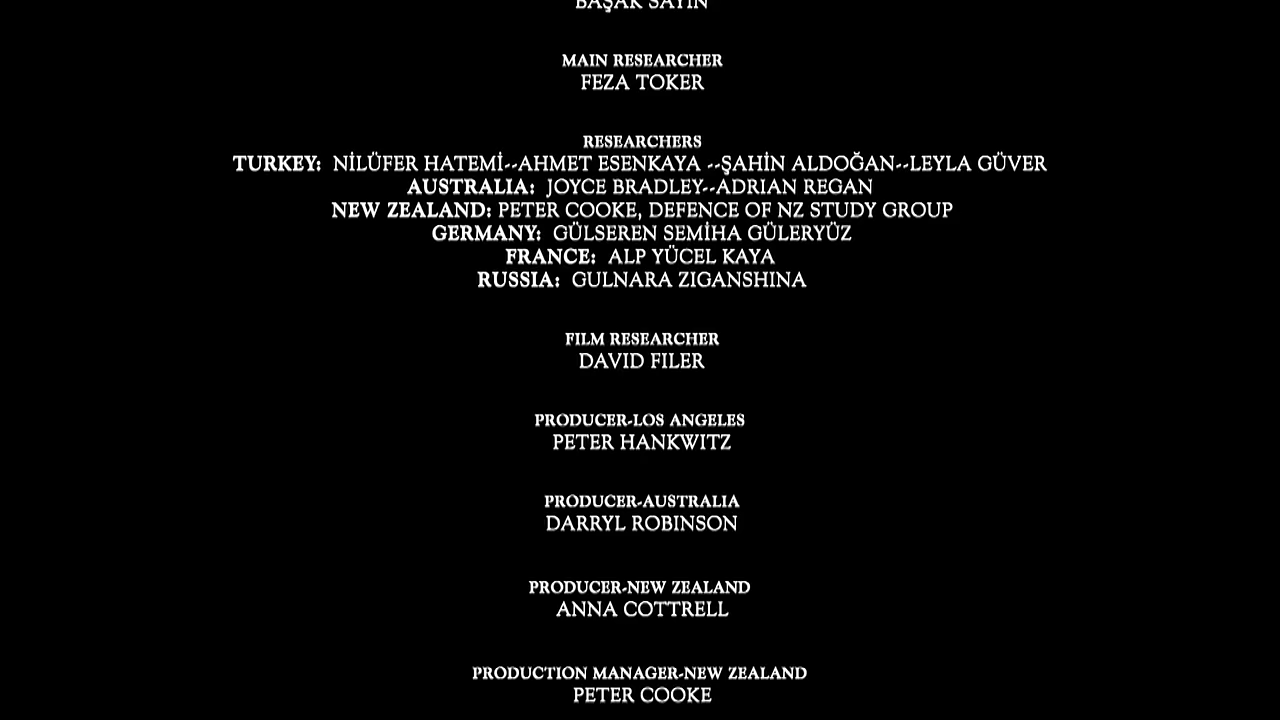 BAŞAK SAYIN
MAIN RESEARCHER
FEZA TOKER
RESEARCHERS
TURKEY: NİLÜFER HATEMİ--AHMET ESENKAYA --ŞAHİN ALDOĞAN--LEYLA GÜVER
AUSTRALIA: JOYCE BRADLEY--ADRIAN REGAN
NEW ZEALAND: PETER COOKE, DEFENCE OF NZ STUDY GROUP
GERMANY: GÜLSEREN SEMİHA GÜLERYÜZ
FRANCE: ALP YÜCEL KAYA
RUSSIA: GULNARA ZIGANSHINA
FILM RESEARCHER
DAVID FILER
PRODUCER-LOS ANGELES
PETER HANKWITZ
PRODUCER-AUSTRALIA
DARRYL ROBINSON
PRODUCER-NEW ZEALAND
ANNA COTTRELL
PRODUCTION MANAGER-NEW ZEALAND
PETER COOKE